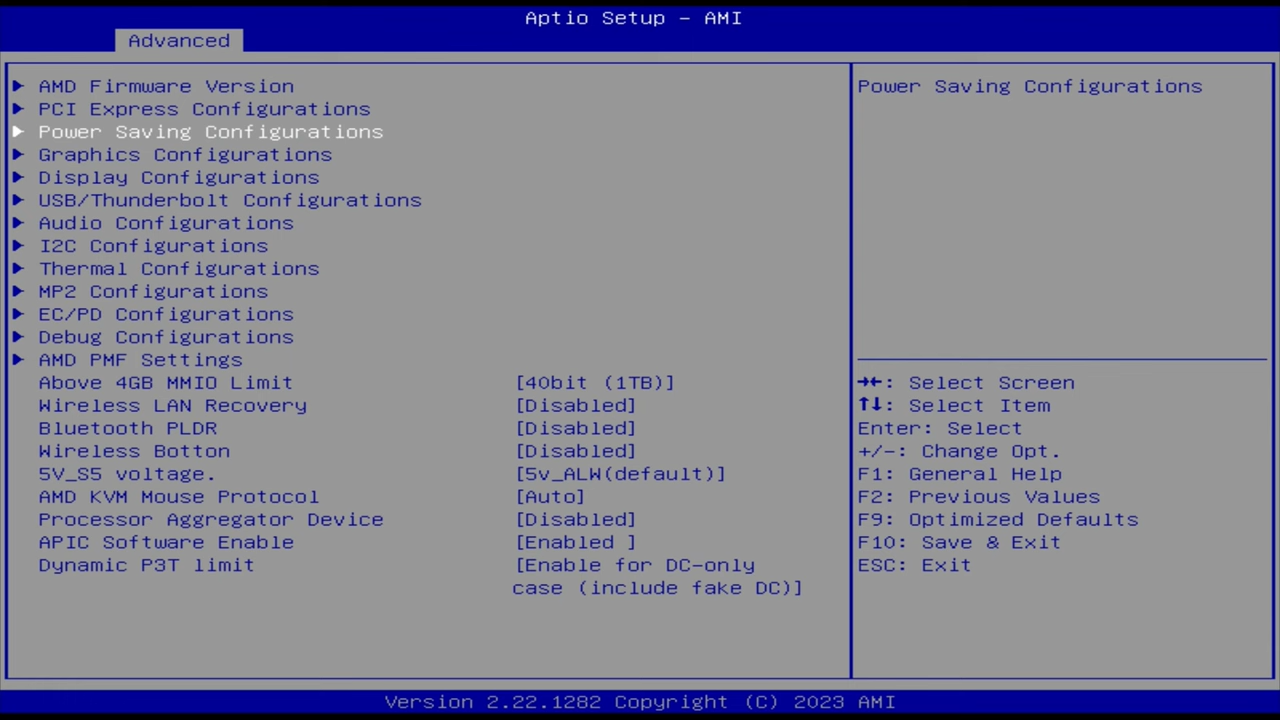 Aptio Setup - AMI
Advanced
AMD Firmware Version
PCI Express Configurations
Power Saving Configurations
Graphics Configurations
Display Configurations
USB/Thunderbolt Configurations
Audio Configurations
I2C Configurations
Thermal Configurations
MP2 Configurations
EC/PD Configurations
Debug Configurations
AMD PMF Settings
Above 4GB MMIO Limit [40bit (1TB)]
Wireless LAN Recovery [Disabled]
Bluetooth PLDR [Disabled]
Wireless Botton [Disabled]
5V_S5 voltage. [5v_ALW(default)]
AMD KVM Mouse Protocol [Auto]
Processor Aggregator Device [Disabled]
APIC Software Enable [Enabled ]
Dynamic P3T limit [Enable for DC-only
case (include fake DC)]
Power Saving Configurations
→←: Select Screen
↑↓: Select Item
Enter: Select
+/-: Change Opt.
F1: General Help
F2: Previous Values
F9: Optimized Defaults
F10: Save & Exit
ESC: Exit
Version 2.22.1282 Copyright (C) 2023 AMI